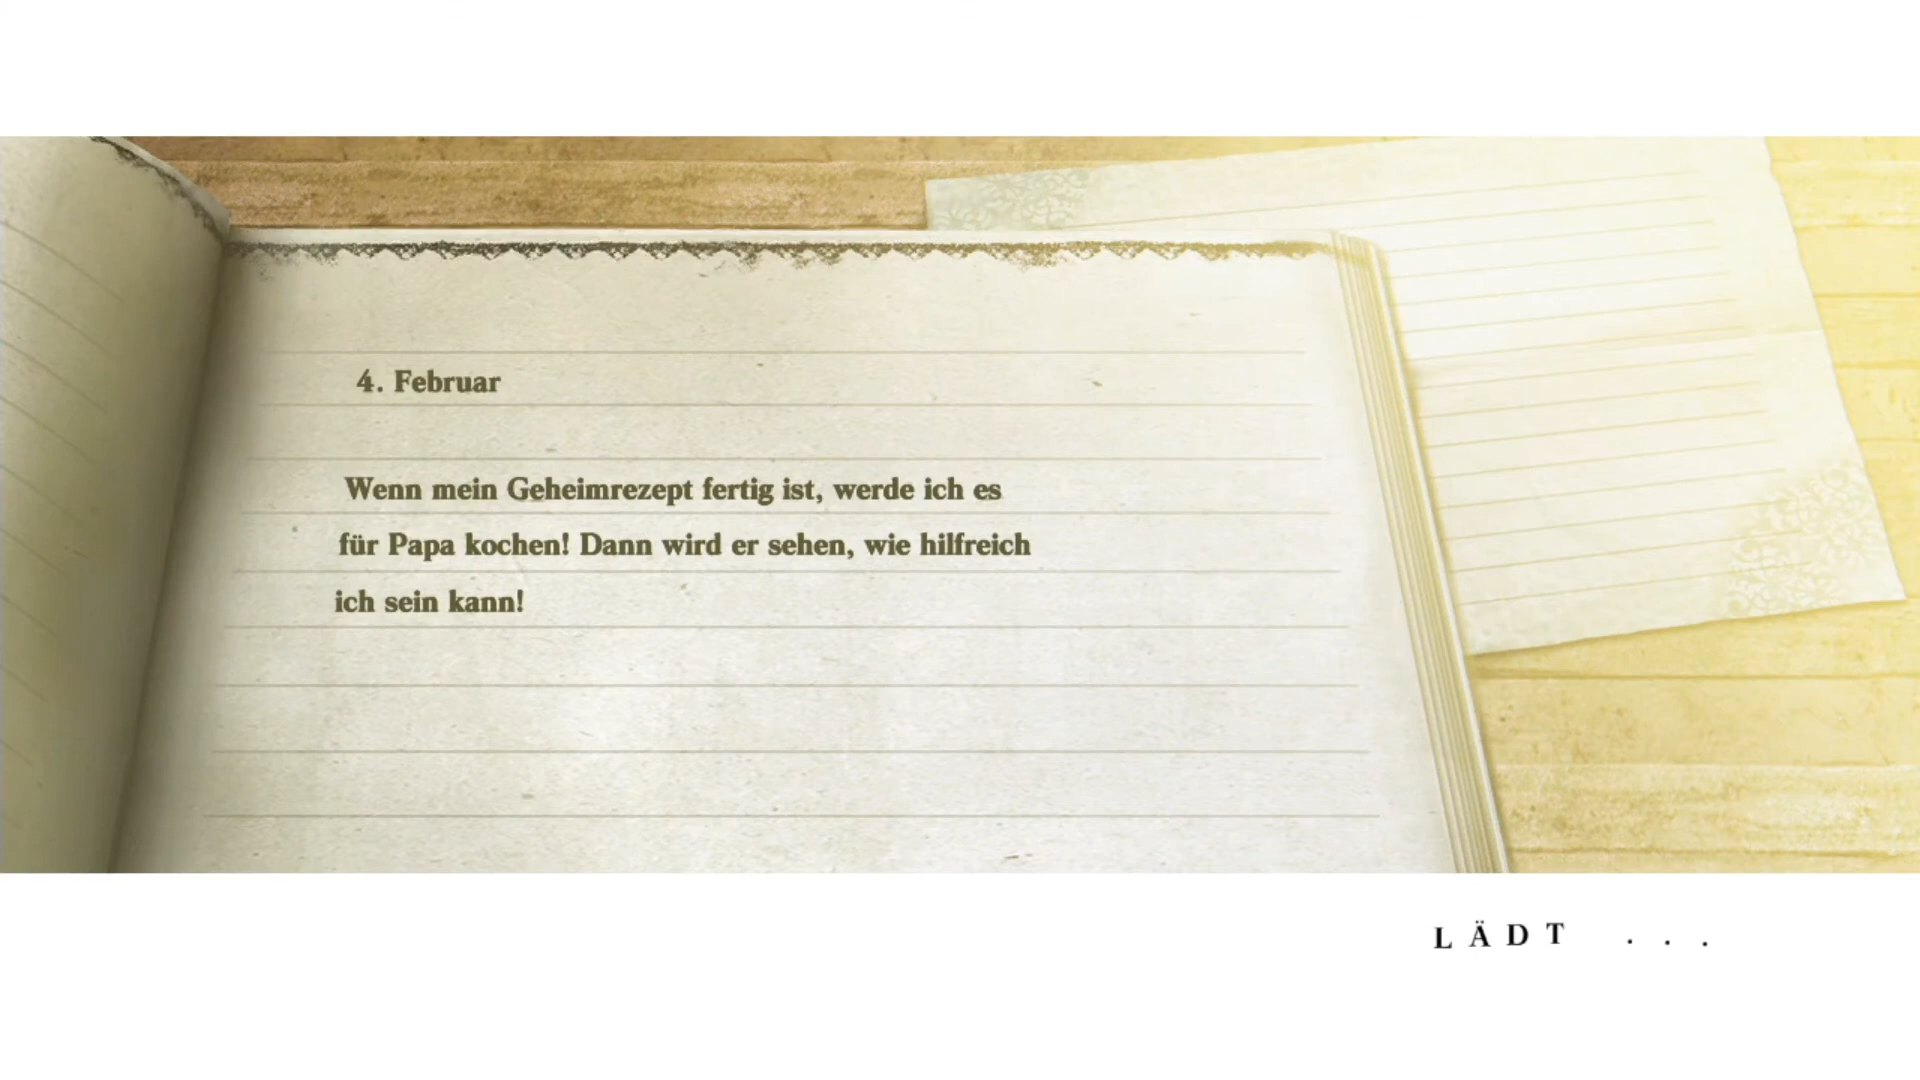 4. Februar
Wenn mein Geheimrezept fertig ist, werde ich es
für Papa kochen! Dann wird er sehen, wie hilfreich
ich sein kann!
LÄDT . . .